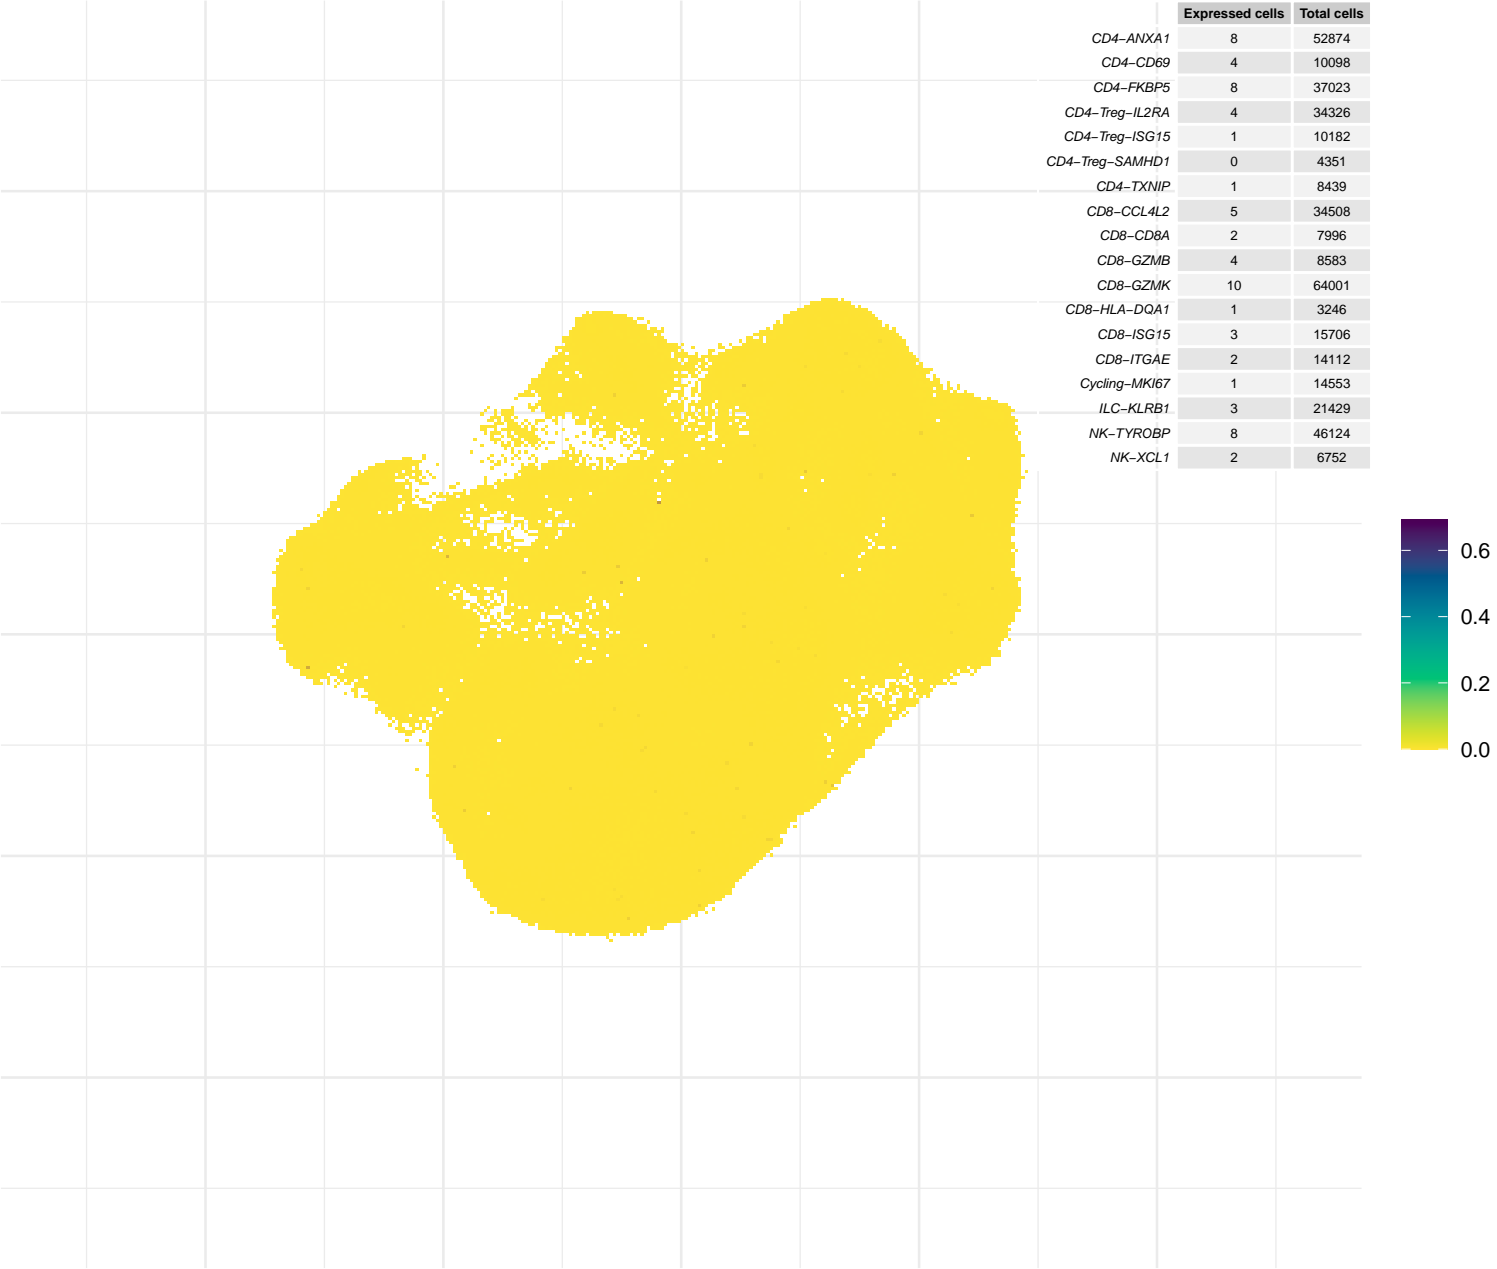 Expressed cells Total cells
CD4−ANXA1 8 52874
CD4−CD69 4 10098
CD4−FKBP5 8 37023
CD4−Treg−IL2RA 4 34326
CD4−Treg−ISG15 1 10182
CD4−Treg−SAMHD1 0 4351
CD4−TXNIP 1 8439
CD8−CCL4L2 5 34508
CD8−CD8A 2 7996
CD8−GZMB 4 8583
CD8−GZMK 10 64001
CD8−HLA−DQA1 1 3246
CD8−ISG15 3 15706
CD8−ITGAE 2 14112
Cycling−MKI67 1 14553
ILC−KLRB1 3 21429
NK−TYROBP 8 46124
NK−XCL1 2 6752
0.6
0.4
0.2
0.0